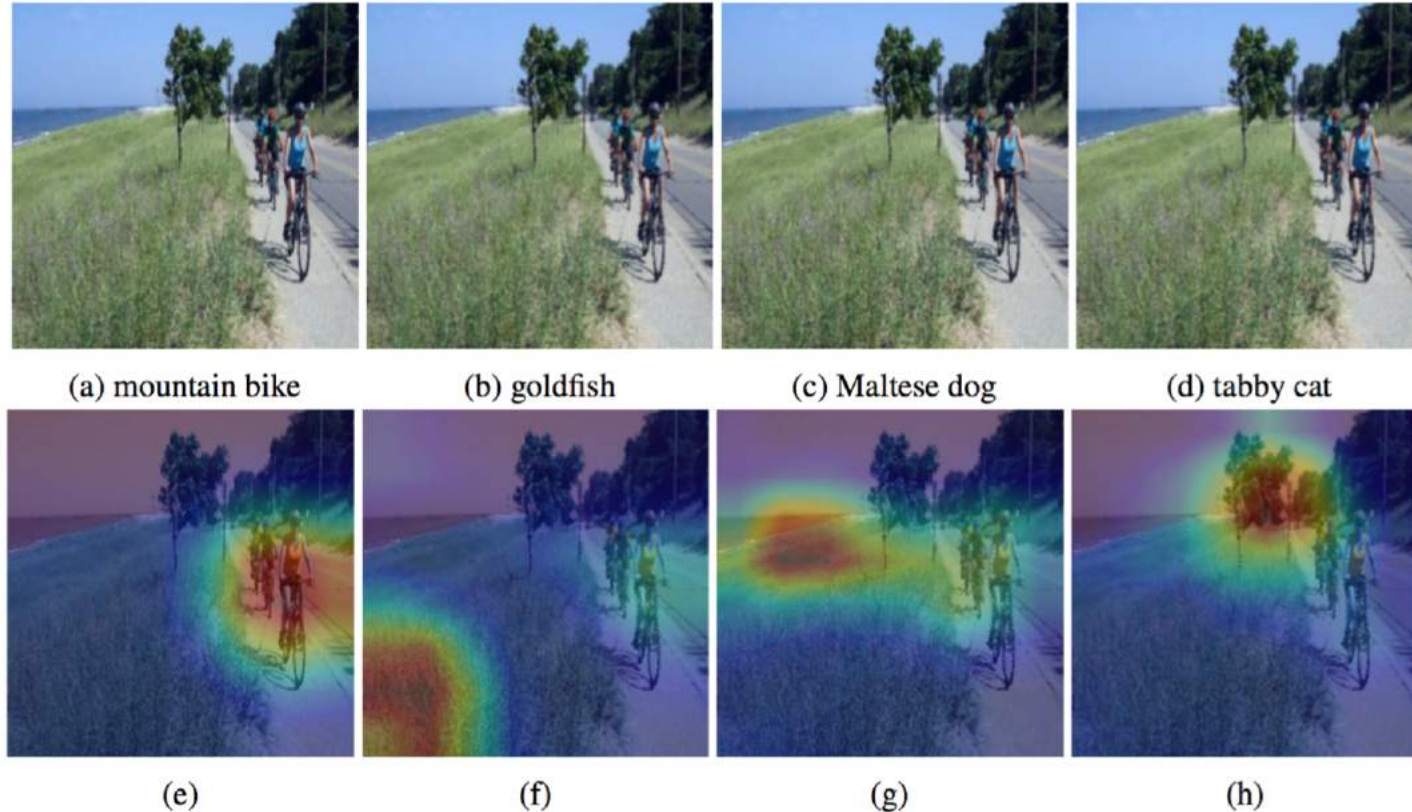 (a) mountain bike
(b) goldfish
(c) Maltese dog
(d) tabby cat
(e)
(f)
(g)
(h)